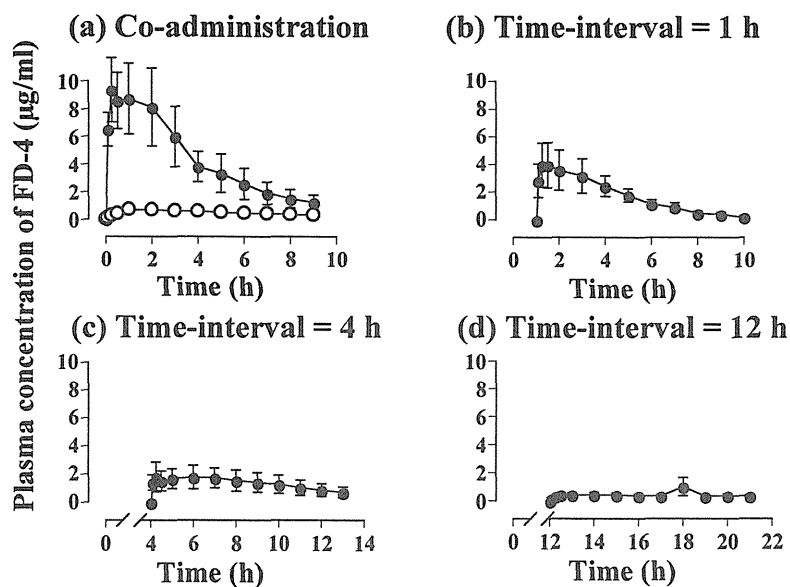 Plasma concentration of FD-4 (µg/ml)
(a) Co-administration
10
8
6
4
2
0
0 2 4 6 8 10
Time (h)
(b) Time-interval = 1 h
10
8
6
4
2
0
0 2 4 6 8 10
Time (h)
(c) Time-interval = 4 h
10
8
6
4
2
0
0 4 6 8 10 12 14
Time (h)
(d) Time-interval = 12 h
10
8
6
4
2
0
0 12 14 16 18 20 22
Time (h)